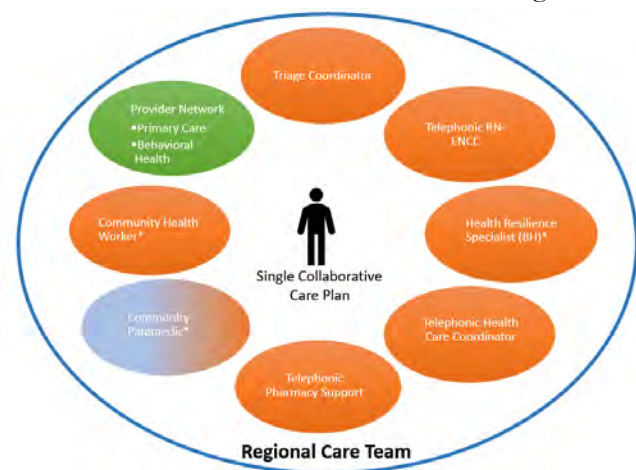 Triage Coordinator
Provider Network
•Primary Care
•Behavioral
Health
Telephonic RN-
ENCC
Community Health
Worker*
Health Resilience
Specialist (BH)*
Single Collaborative
Care Plan
Community
Paramedic*
Telephonic Health
Care Coordinator
Telephonic
Pharmacy Support
Regional Care Team